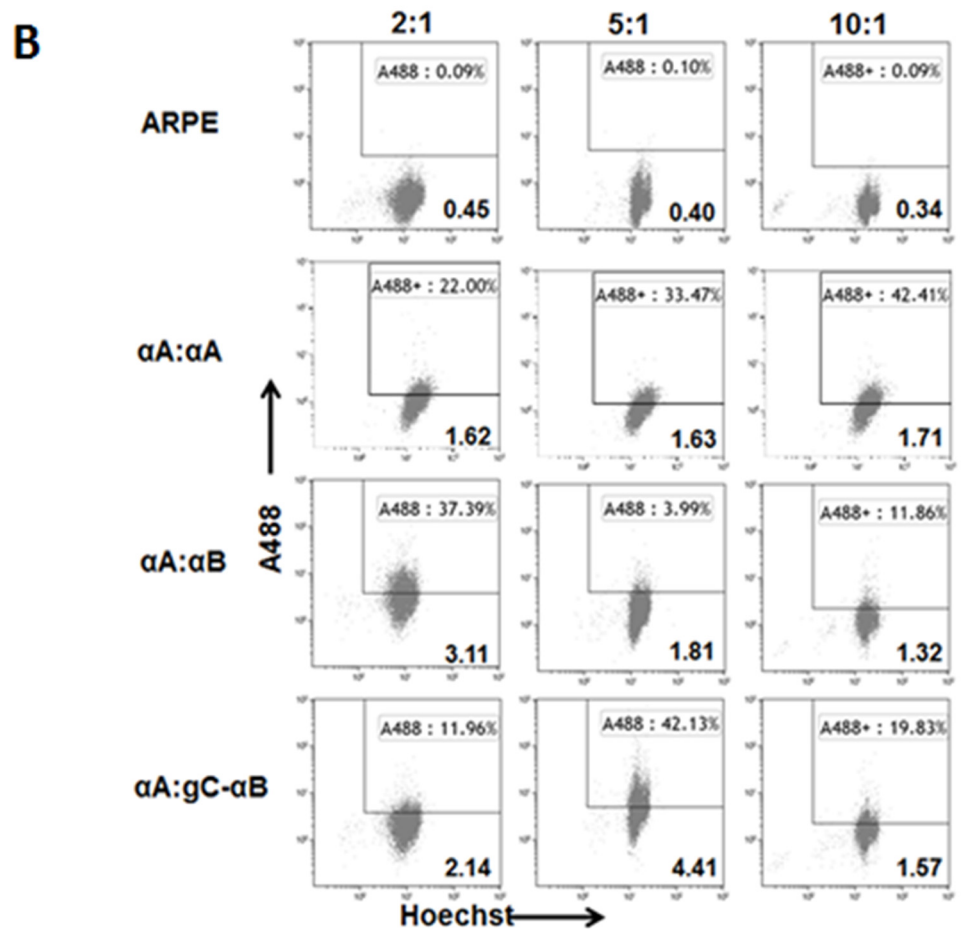 B
2:1 5:1 10:1
ARPE
A488 : 0.09% A488 : 0.10% A488+ : 0.09%
0.45 0.40 0.34
αA:αA
A488+ : 22.00% A488+ : 33.47% A488+ : 42.41%
1.62 1.63 1.71
αA:αB
A488 : 37.39% A488 : 3.99% A488+ : 11.86%
3.11 1.81 1.32
αA:gC-αB
A488 : 11.96% A488 : 42.13% A488+ : 19.83%
2.14 4.41 1.57
A488
Hoechst